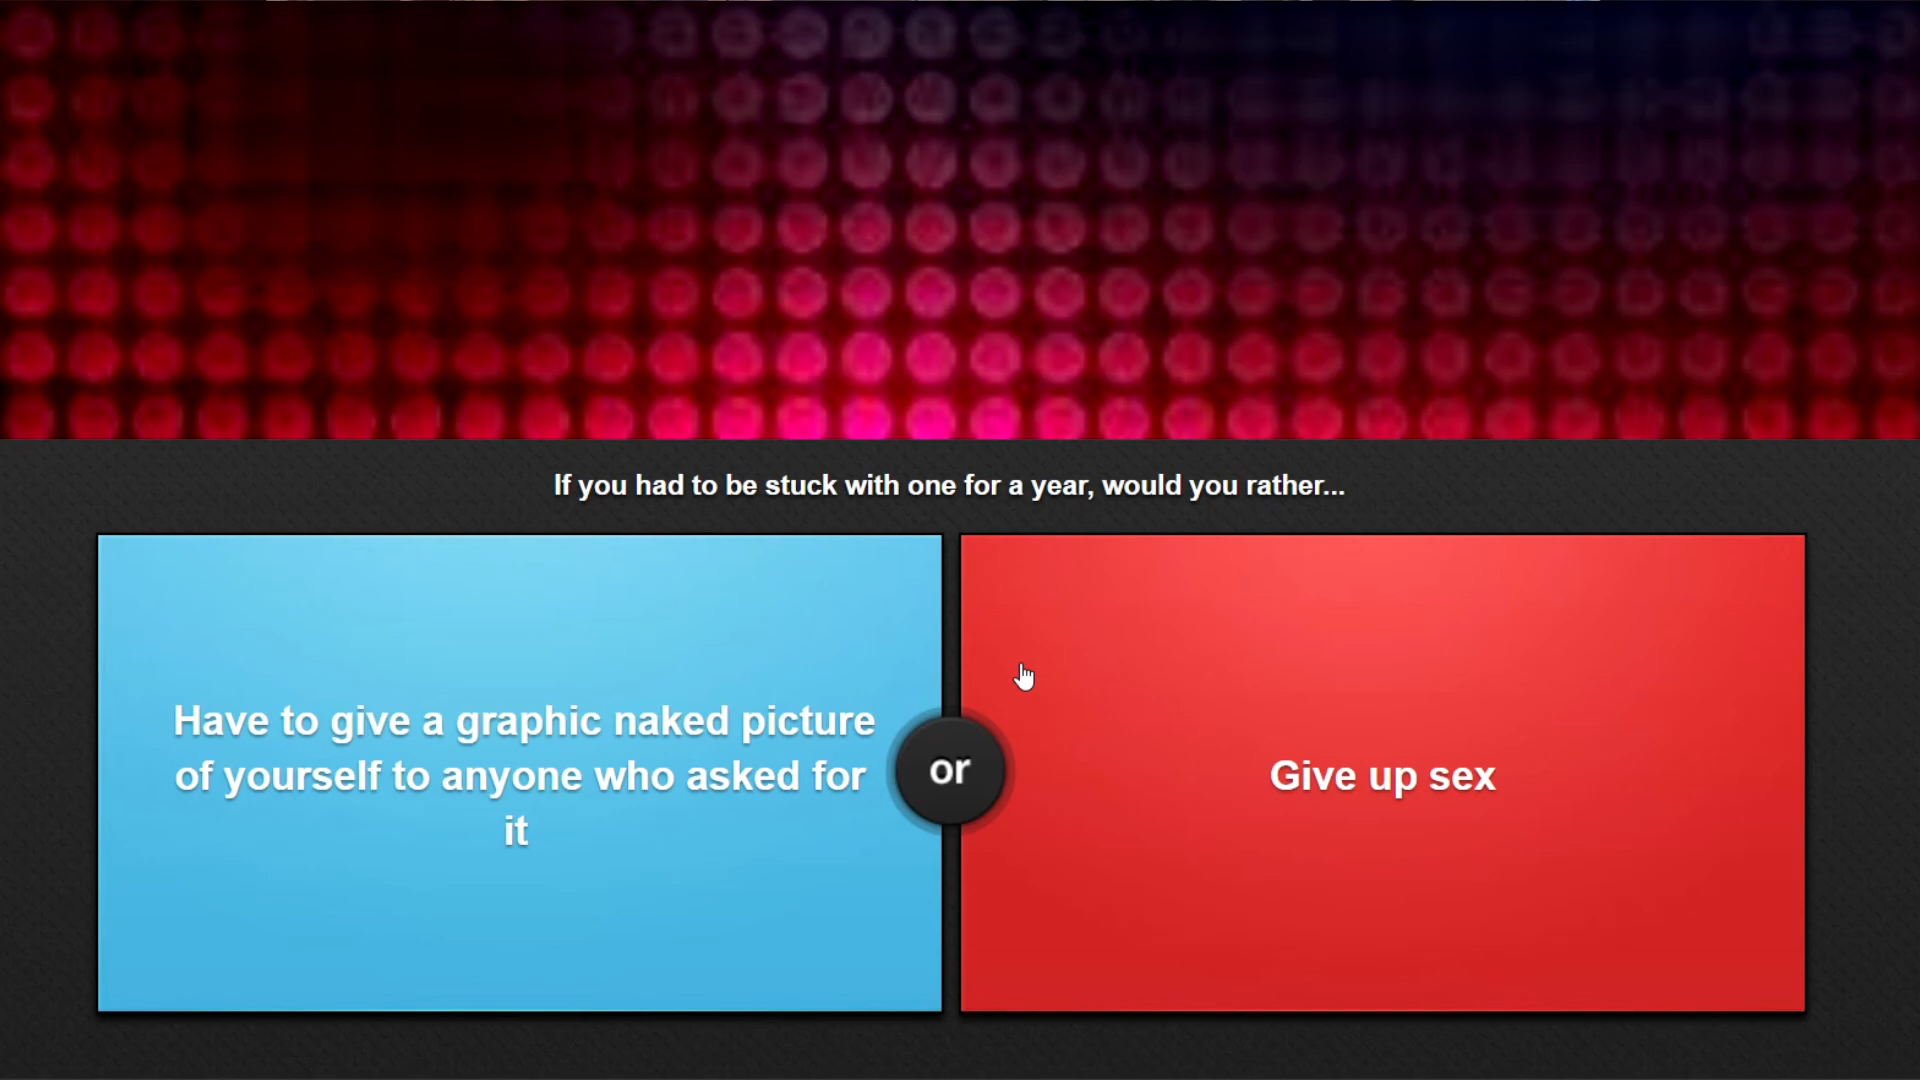 If you had to be stuck with one for a year, would you rather...
Have to give a graphic naked picture
of yourself to anyone who asked for
it
or
Give up sex